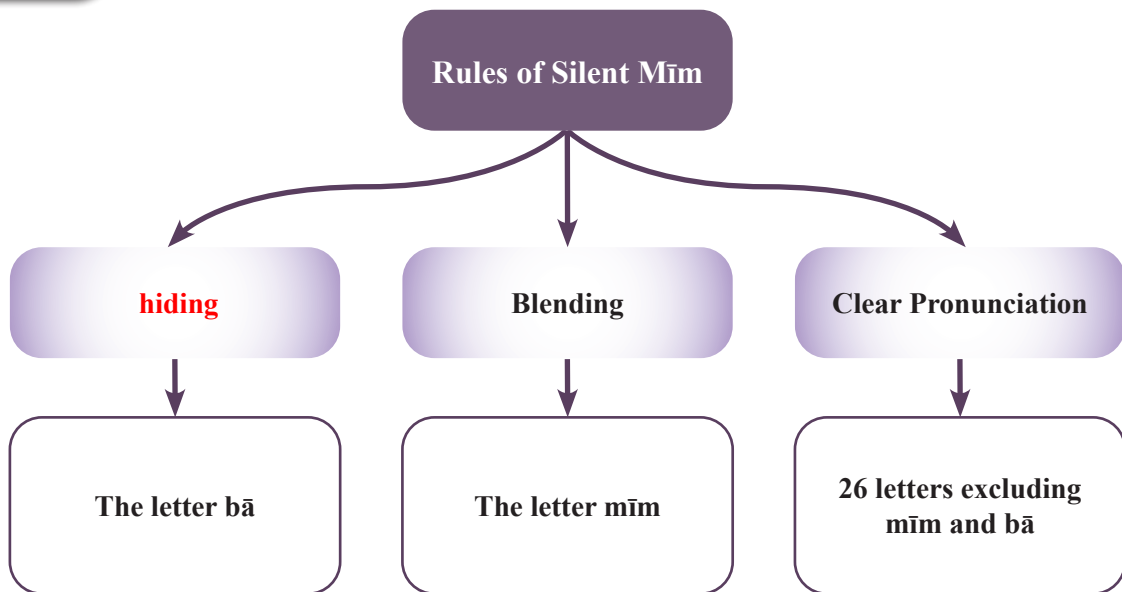 Rules of Silent Mīm
hiding
Blending
Clear Pronunciation
The letter bā
The letter mīm
26 letters excluding
mīm and bā